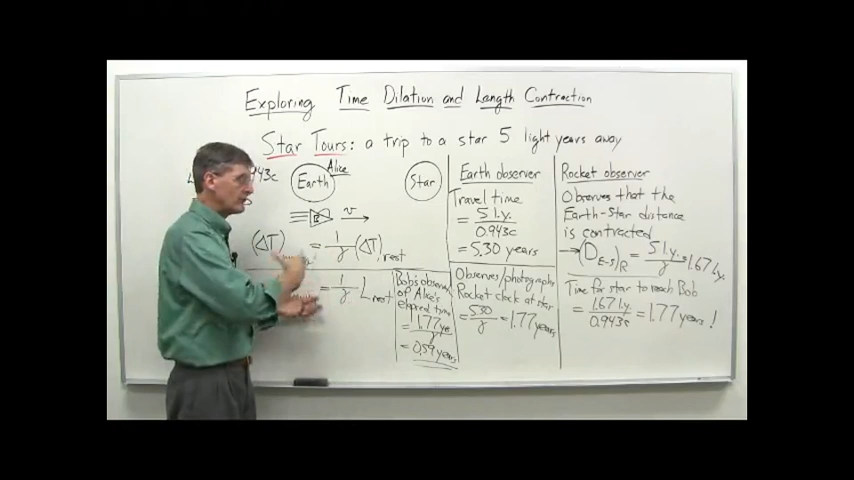 Exploring Time Dilation and Length Contraction
Star Tours: a trip to a star 5 light years away
943c
Alice
Earth
Star
B
v
(ΔT) = 1/γ (ΔT)rest
= 1/γ Lrest
Bob's observ
of Alice's
elapsed time
= 1.77 ye/γ
= 0.59 years
Earth observer
Travel time
= 5 l.y./0.943c
= 5.30 years
Observes/photographs
Rocket clock at star
= 5.30/γ = 1.77 years
Rocket observer
Observes that the
Earth-Star distance
is contracted
→ (D E-S)R = 5 l.y./γ = 1.67 l.y.
Time for star to reach Bob
= 1.67 l.y./0.943c = 1.77 years!